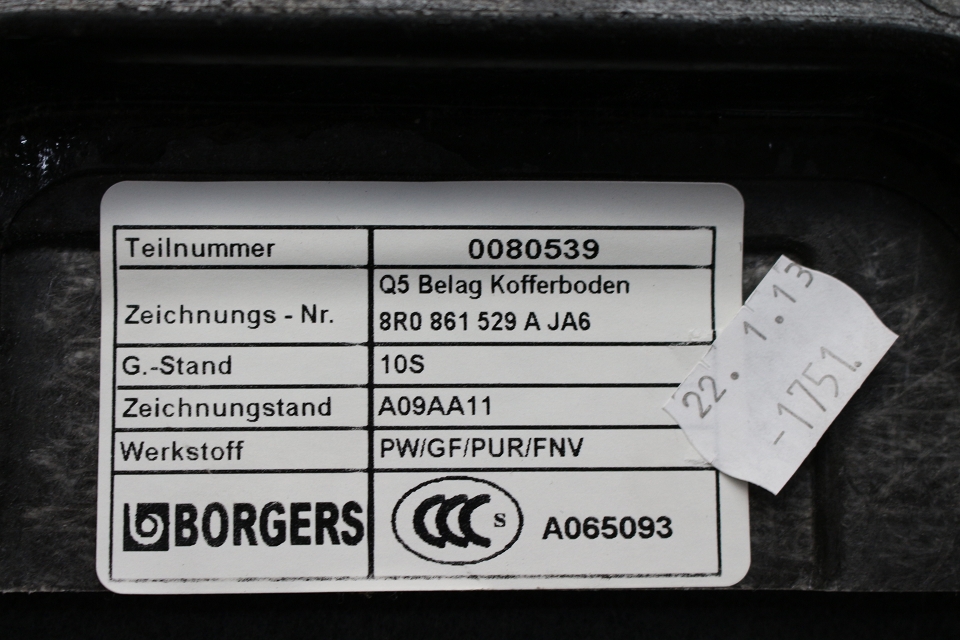 Teilnummer 0080539
Zeichnungs - Nr. Q5 Belag Kofferboden
8R0 861 529 A JA6
G.-Stand 10S
Zeichnungstand A09AA11
Werkstoff PW/GF/PUR/FNV
BORGERS CCC S A065093
22. 1.13
-1751.